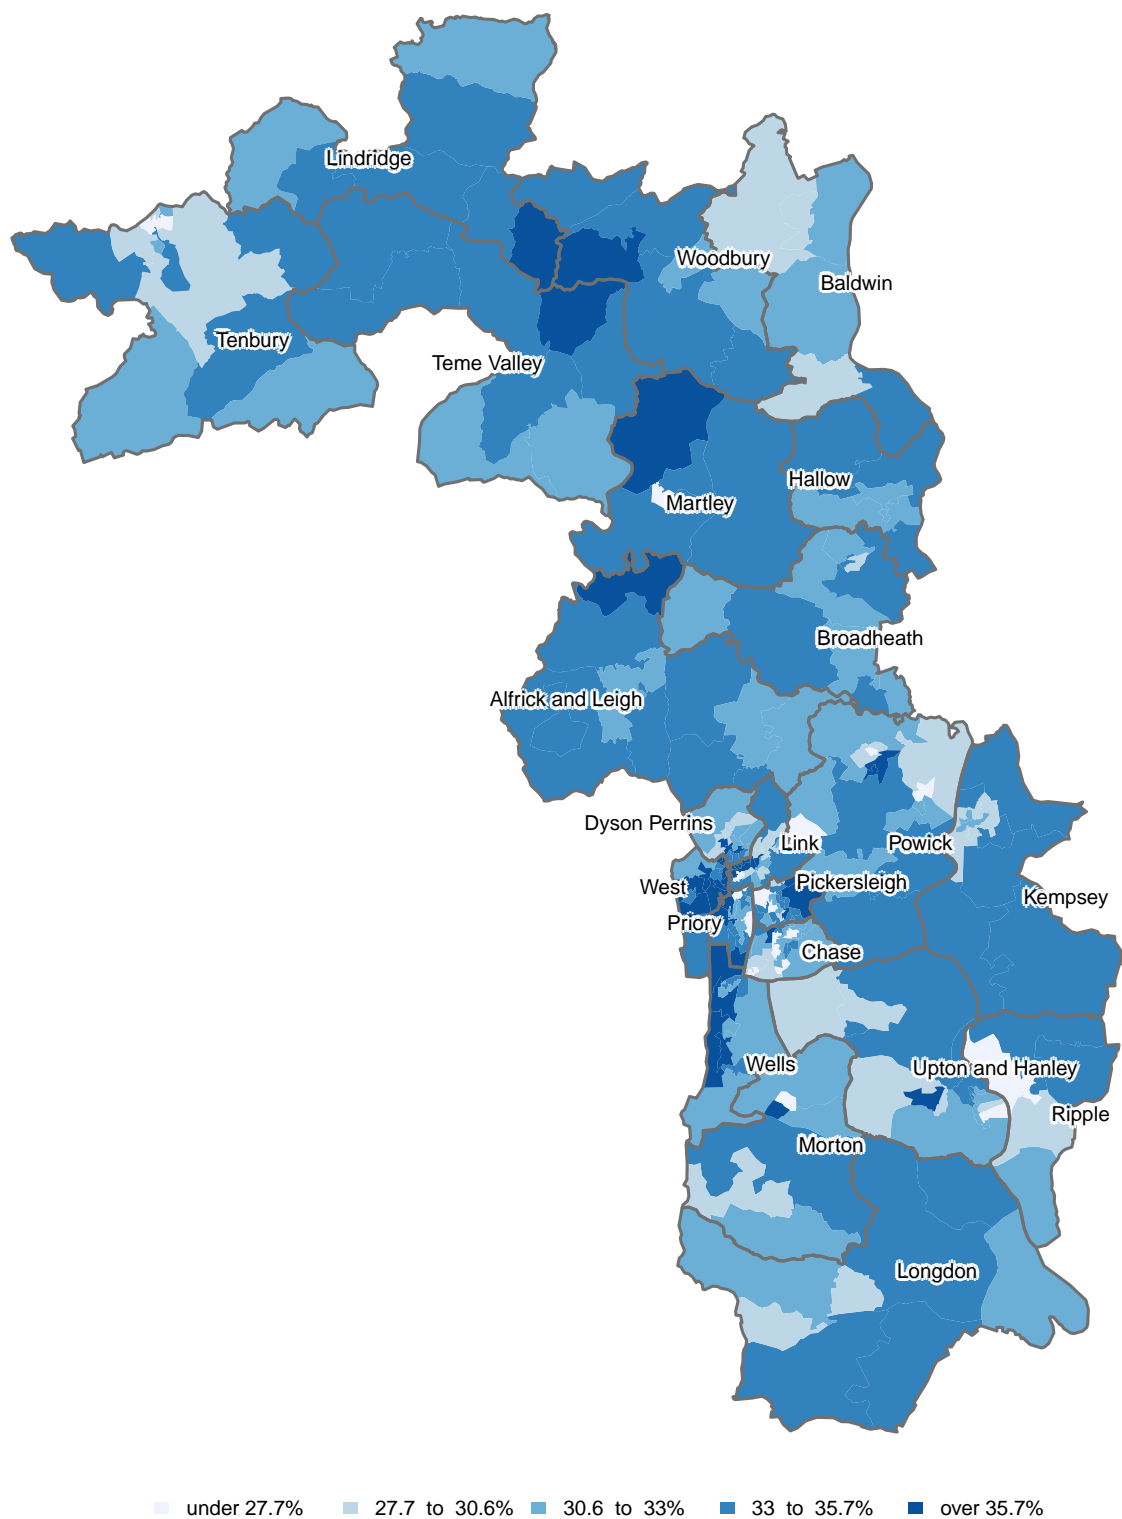 Lindridge
Woodbury
Baldwin
Tenbury
Teme Valley
Hallow
Martley
Broadheath
Alfrick and Leigh
Dyson Perrins
Link
Powick
West
Pickersleigh
Kempsey
Priory
Chase
Wells
Upton and Hanley
Ripple
Morton
Longdon
under 27.7% 27.7 to 30.6% 30.6 to 33% 33 to 35.7% over 35.7%